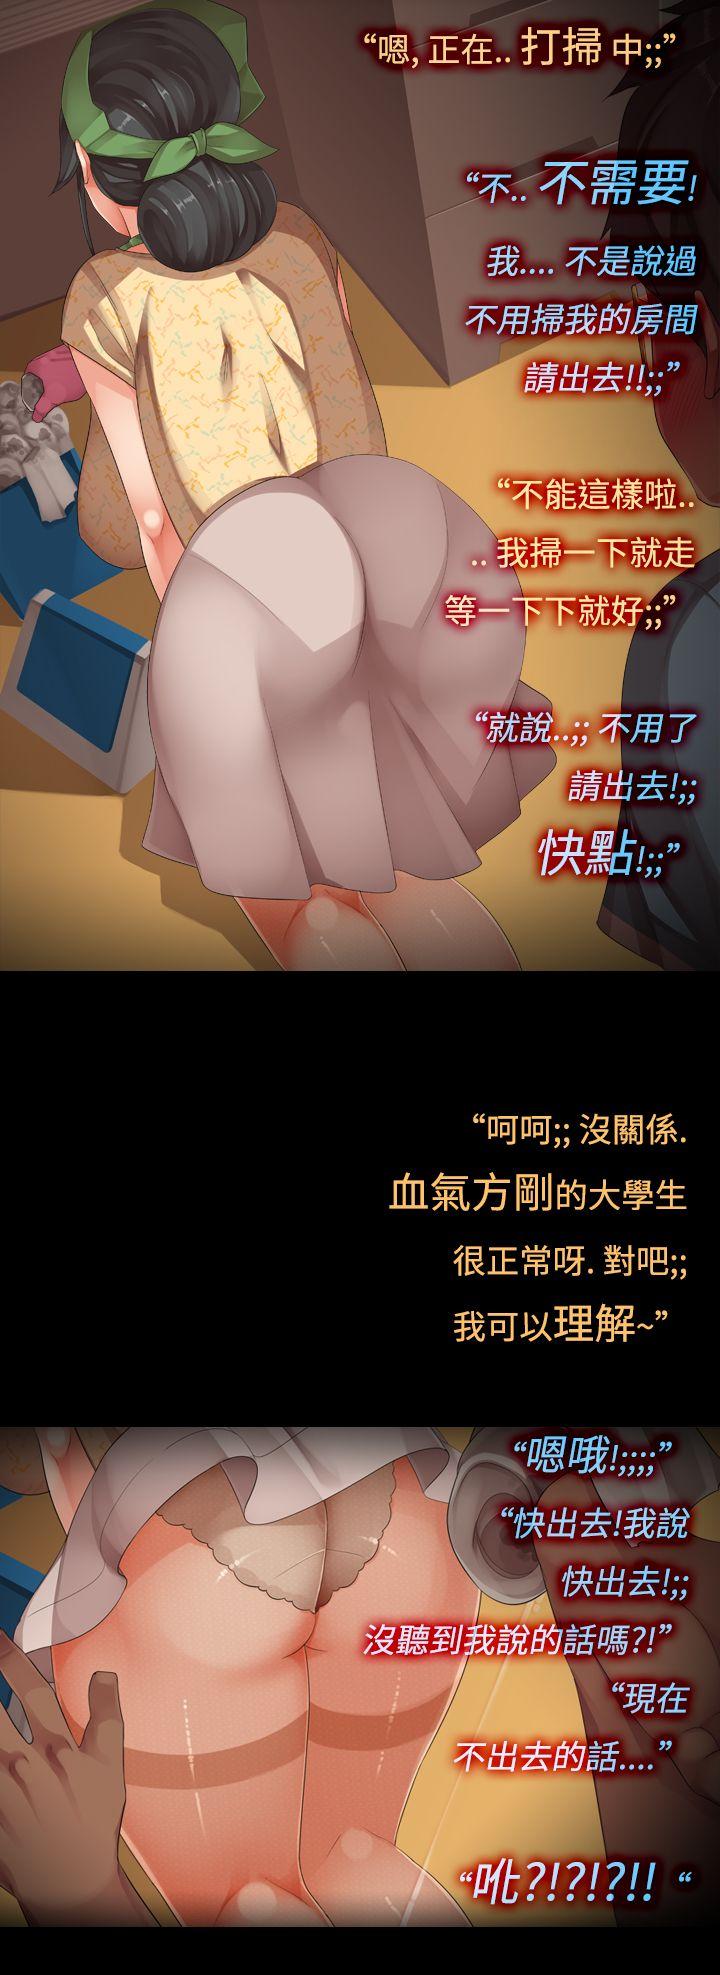 “嗯, 正在.. 打掃 中;;”
“不.. 不需要!
我.... 不是說過
不用掃我的房間
請出去!!;;”
“不能這樣啦..
.. 我掃一下就走
等一下下就好;;”
“就說..;; 不用了
請出去!;;
快點!;;”
“呵呵;; 沒關係.
血氣方剛的大學生
很正常呀. 對吧;;
我可以理解~”
“嗯哦!;;;;”
“快出去!我說
快出去!;;
沒聽到我說的話嗎?!”
“現在
不出去的話....”
“吪?!?!?!! “